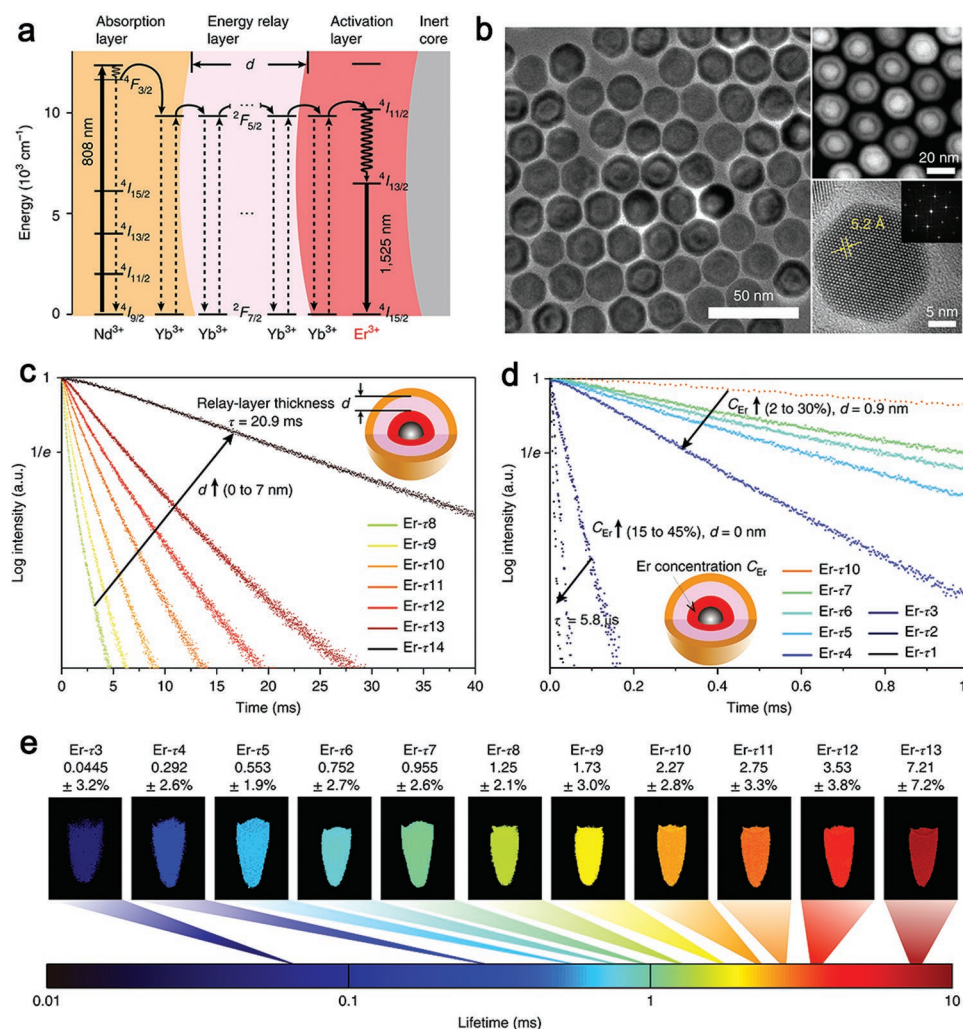 a
Absorption layer
Energy relay layer
Activation layer
Inert core
d
Energy (10³ cm⁻¹)
10
5
0
808 nm
⁴F₃/₂
⁴I₁₅/₂
⁴I₁₃/₂
⁴I₁₁/₂
⁴I₉/₂
...
²F₅/₂
...
²F₇/₂
⁴I₁₁/₂
⁴I₁₃/₂
1,525 nm
⁴I₁₅/₂
Nd³⁺ Yb³⁺ Yb³⁺ Yb³⁺ Yb³⁺ Er³⁺
b
50 nm
20 nm
5.2 Å
5 nm
c
Log intensity (a.u.)
1
1/e
Relay-layer thickness
d
τ = 20.9 ms
d ↑ (0 to 7 nm)
Er-τ8
Er-τ9
Er-τ10
Er-τ11
Er-τ12
Er-τ13
Er-τ14
0 5 10 15 20 25 30 35 40
Time (ms)
d
Log intensity (a.u.)
1
1/e
C_Er ↑ (2 to 30%), d = 0.9 nm
C_Er ↑ (15 to 45%), d = 0 nm
Er concentration C_Er
τ = 5.8 µs
Er-τ10
Er-τ7
Er-τ6 Er-τ3
Er-τ5 Er-τ2
Er-τ4 Er-τ1
0.0 0.2 0.4 0.6 0.8 1
Time (ms)
e
Er-τ3 Er-τ4 Er-τ5 Er-τ6 Er-τ7 Er-τ8 Er-τ9 Er-τ10 Er-τ11 Er-τ12 Er-τ13
0.0445 0.292 0.553 0.752 0.955 1.25 1.73 2.27 2.75 3.53 7.21
± 3.2% ± 2.6% ± 1.9% ± 2.7% ± 2.6% ± 2.1% ± 3.0% ± 2.8% ± 3.3% ± 3.8% ± 7.2%
0.01 0.1 1 10
Lifetime (ms)